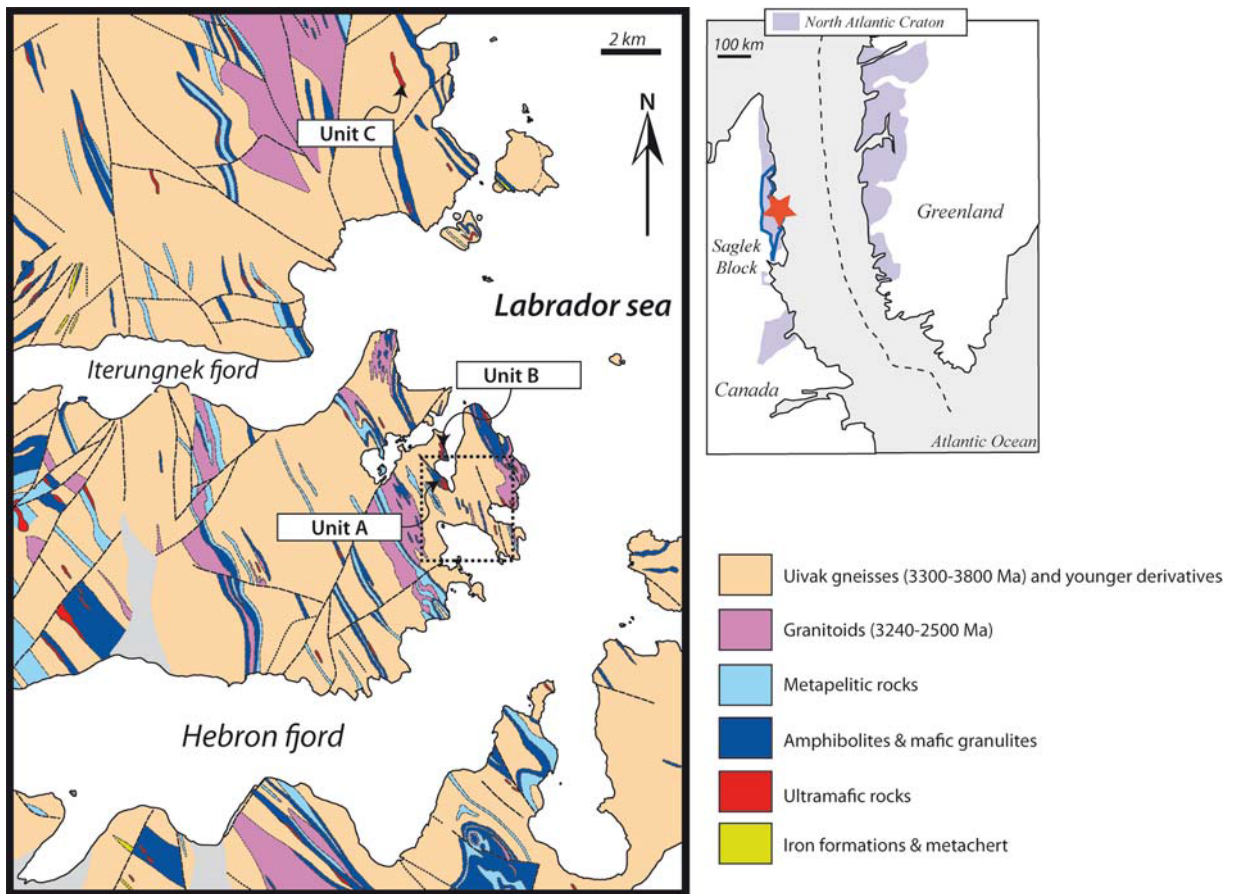 2 km
N
Unit C
Labrador sea
Iterungnek fjord
Unit B
Unit A
Hebron fjord
North Atlantic Craton
100 km
Greenland
Saglek
Block
Canada
Atlantic Ocean
Uivak gneisses (3300-3800 Ma) and younger derivatives
Granitoids (3240-2500 Ma)
Metapelitic rocks
Amphibolites & mafic granulites
Ultramafic rocks
Iron formations & metachert